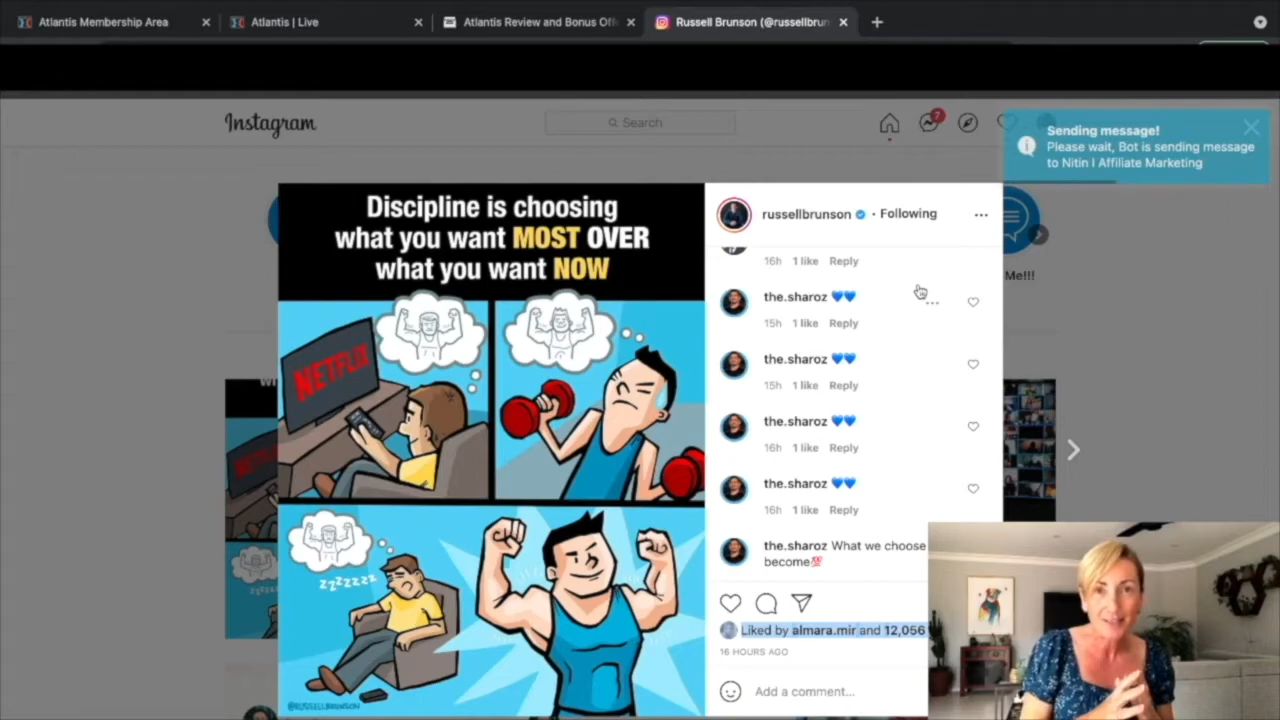 Atlantis Membership Area
Atlantis | Live
Atlantis Review and Bonus Off
Russell Brunson (@russellbrun
Instagram
Search
7
Sending message!
Please wait, Bot is sending message
to Nitin I Affiliate Marketing
Discipline is choosing
what you want MOST OVER
what you want NOW
NETFLIX
zzzzzzz
@RUSSELLBRUNSON
russellbrunson • Following
16h 1 like Reply
Me!!!
the.sharoz 💙💙
15h 1 like Reply
the.sharoz 💙💙
15h 1 like Reply
the.sharoz 💙💙
16h 1 like Reply
the.sharoz 💙💙
16h 1 like Reply
the.sharoz What we choose
become💯
Liked by almara.mir and 12,056
16 HOURS AGO
Add a comment...